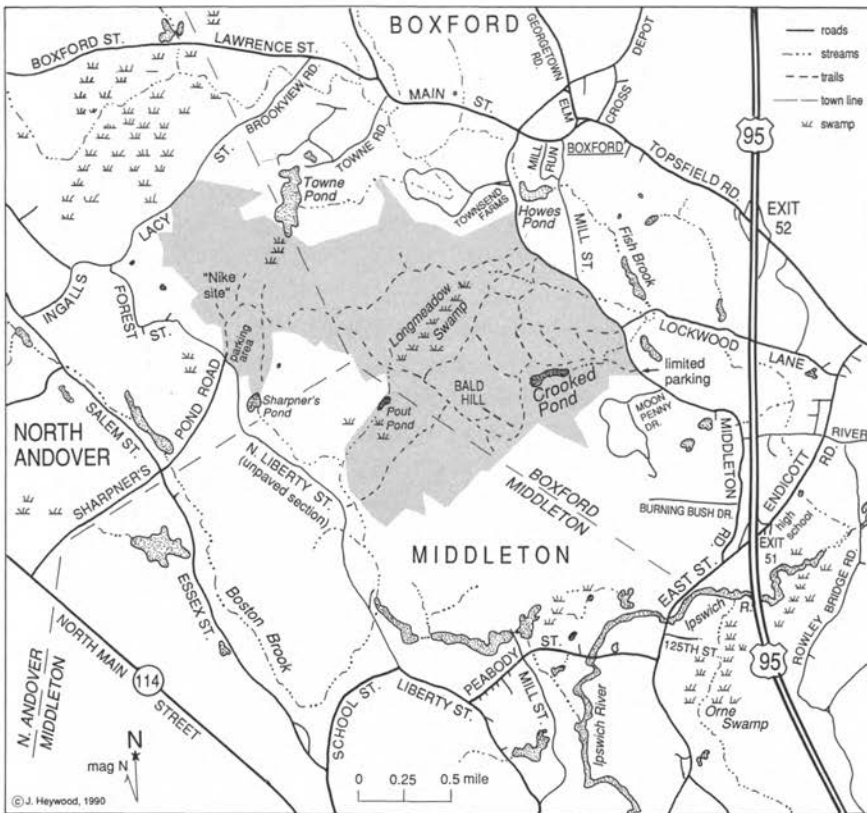 BOXFORD
BOXFORD ST.
LAWRENCE ST.
GEORGETOWN
RD.
DEPOT
roads
streams
trails
town line
swamp
ST.
BROOKVIEW RD.
MAIN
ST.
ELM
CROSS
95
TOWNE RD.
MILL
RUN
BOXFORD
TOPSFIELD RD.
Towne
Pond
TOWNSEND
FARMS
Howes
Pond
MILL ST.
EXIT
52
LACY
Fish Brook
"Nike
site"
Longmeadow
Swamp
INGALLS
FOREST
ST.
parking
area
LOCKWOOD
LANE
limited
parking
BALD
HILL
Crooked
Pond
Sharpner's
Pond
Pout
Pond
MOON
PENNY
DR.
SALEM ST.
POND ROAD
NORTH
ANDOVER
SHARPNER'S
N. LIBERTY ST.
(unpaved section)
MIDDLETON
RIVER
RD.
ENDICOTT
BOXFORD
MIDDLETON
BURNING BUSH DR.
high
school
MIDDLETON
RD
EXIT
51
EAST ST.
ESSEX ST.
Boston
Brook
Ipswich
R.
ROWLEY BRIDGE RD.
125TH ST.
N. ANDOVER
MIDDLETON
NORTH MAIN
114
STREET
PEABODY
ST.
95
SCHOOL ST.
LIBERTY ST.
MILL ST.
Ipswich River
Orne
Swamp
N
mag N
0 0.25 0.5 mile
© J. Heywood, 1990